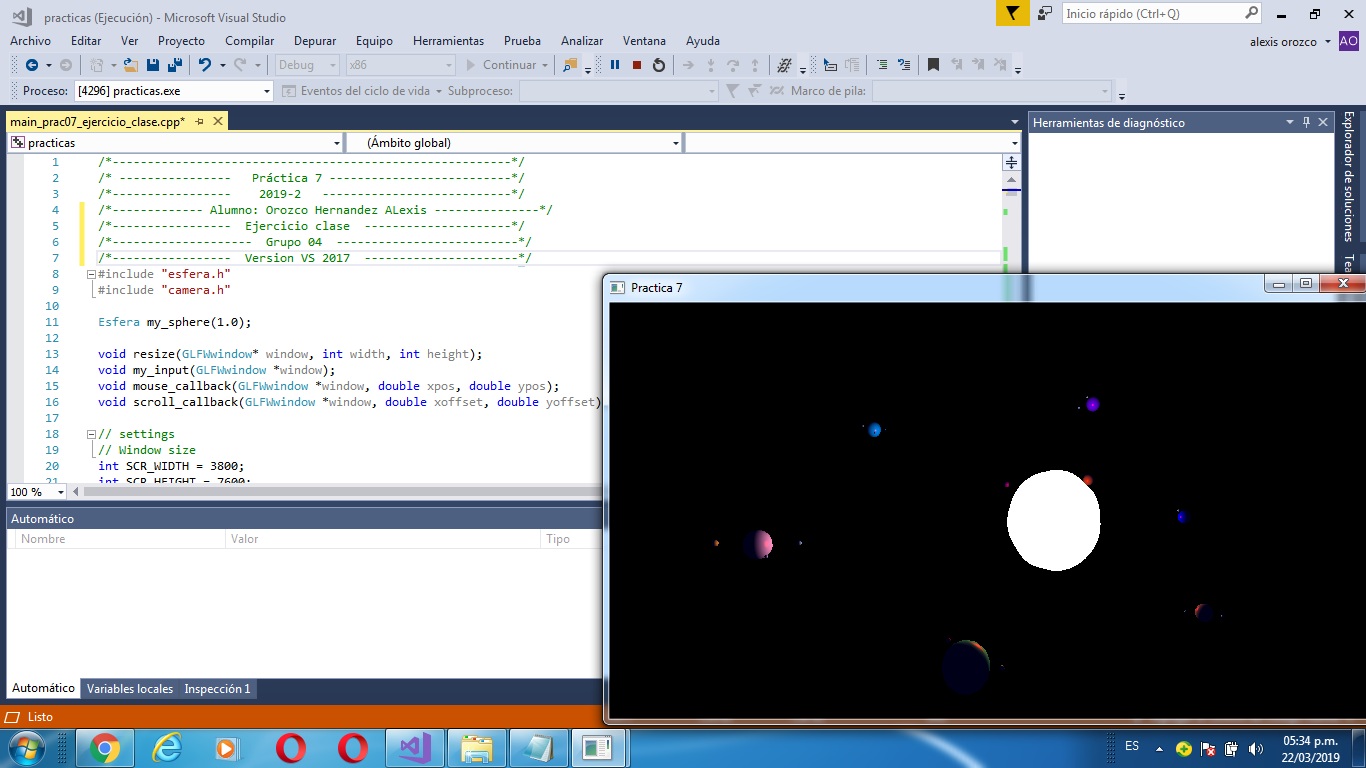 practicas (Ejecución) - Microsoft Visual Studio
Inicio rápido (Ctrl+Q)
Archivo Editar Ver Proyecto Compilar Depurar Equipo Herramientas Prueba Analizar Ventana Ayuda
alexis orozco AO
Debug x86 Continuar
Proceso: [4296] practicas.exe Eventos del ciclo de vida Subproceso: Marco de pila:
main_prac07_ejercicio_clase.cpp*
Herramientas de diagnóstico
Explorador de soluciones
practicas (Ámbito global)
1 /*---------------------------------------------------------*/
2 /* ---------------- Práctica 7 --------------------------*/
3 /*----------------- 2019-2 ---------------------------*/
4 /*------------- Alumno: Orozco Hernandez ALexis ---------------*/
5 /*----------------- Ejercicio clase ---------------------*/
6 /*-------------------- Grupo 04 --------------------------*/
7 /*----------------- Version VS 2017 ----------------------*/
8 #include "esfera.h"
9 #include "camera.h"
10
11 Esfera my_sphere(1.0);
12
13 void resize(GLFWwindow* window, int width, int height);
14 void my_input(GLFWwindow *window);
15 void mouse_callback(GLFWwindow *window, double xpos, double ypos);
16 void scroll_callback(GLFWwindow *window, double xoffset, double yoffset)
17
18 // settings
19 // Window size
20 int SCR_WIDTH = 3800;
21 int SCR_HEIGHT = 7600;
100 %
Practica 7
Automático
Nombre Valor Tipo
Automático Variables locales Inspección 1
Listo
ES
05:34 p.m.
22/03/2019